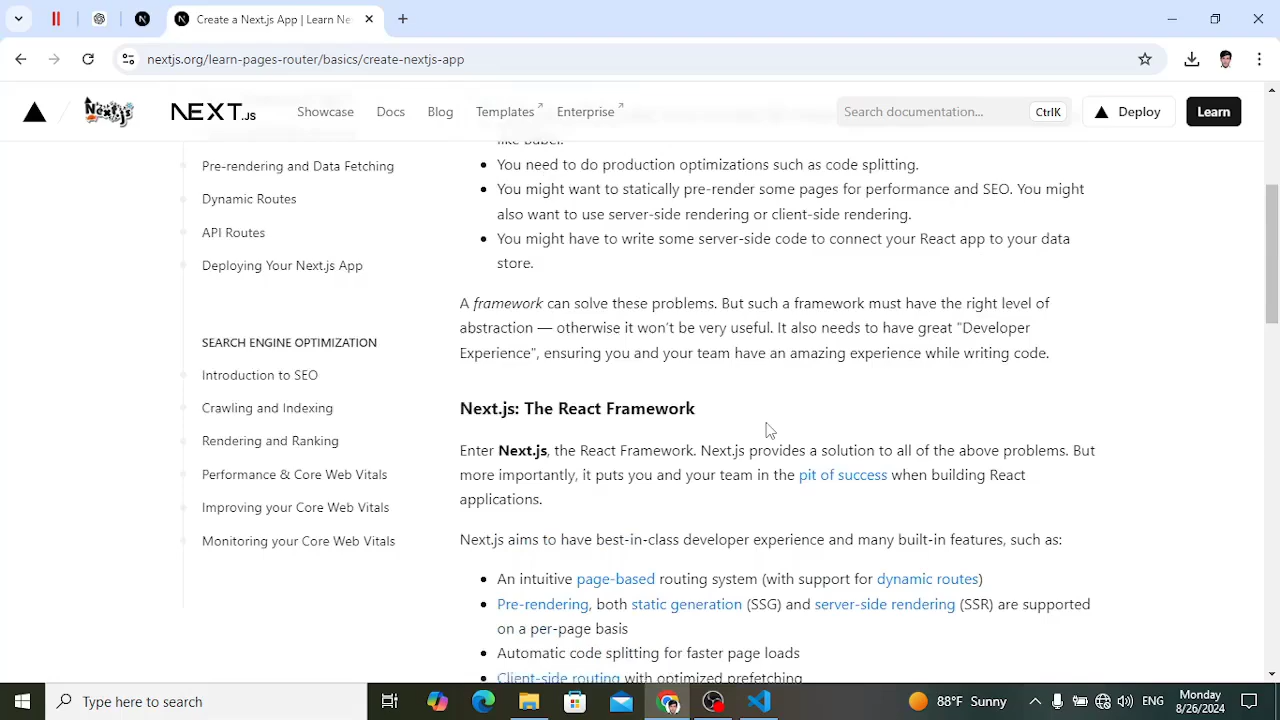 Create a Next.js App | Learn Ne
nextjs.org/learn-pages-router/basics/create-nextjs-app
Next.js
NEXT.JS
Showcase
Docs
Blog
Templates
Enterprise
Search documentation...
CtrlK
Deploy
Learn
Pre-rendering and Data Fetching
Dynamic Routes
API Routes
Deploying Your Next.js App
SEARCH ENGINE OPTIMIZATION
Introduction to SEO
Crawling and Indexing
Rendering and Ranking
Performance & Core Web Vitals
Improving your Core Web Vitals
Monitoring your Core Web Vitals
like Babel.
You need to do production optimizations such as code splitting.
You might want to statically pre-render some pages for performance and SEO. You might
also want to use server-side rendering or client-side rendering.
You might have to write some server-side code to connect your React app to your data
store.
A framework can solve these problems. But such a framework must have the right level of
abstraction — otherwise it won't be very useful. It also needs to have great "Developer
Experience", ensuring you and your team have an amazing experience while writing code.
Next.js: The React Framework
Enter Next.js, the React Framework. Next.js provides a solution to all of the above problems. But
more importantly, it puts you and your team in the pit of success when building React
applications.
Next.js aims to have best-in-class developer experience and many built-in features, such as:
An intuitive page-based routing system (with support for dynamic routes)
Pre-rendering, both static generation (SSG) and server-side rendering (SSR) are supported
on a per-page basis
Automatic code splitting for faster page loads
Client-side routing with optimized prefetching
Type here to search
88°F Sunny
ENG
Monday
8/26/2024